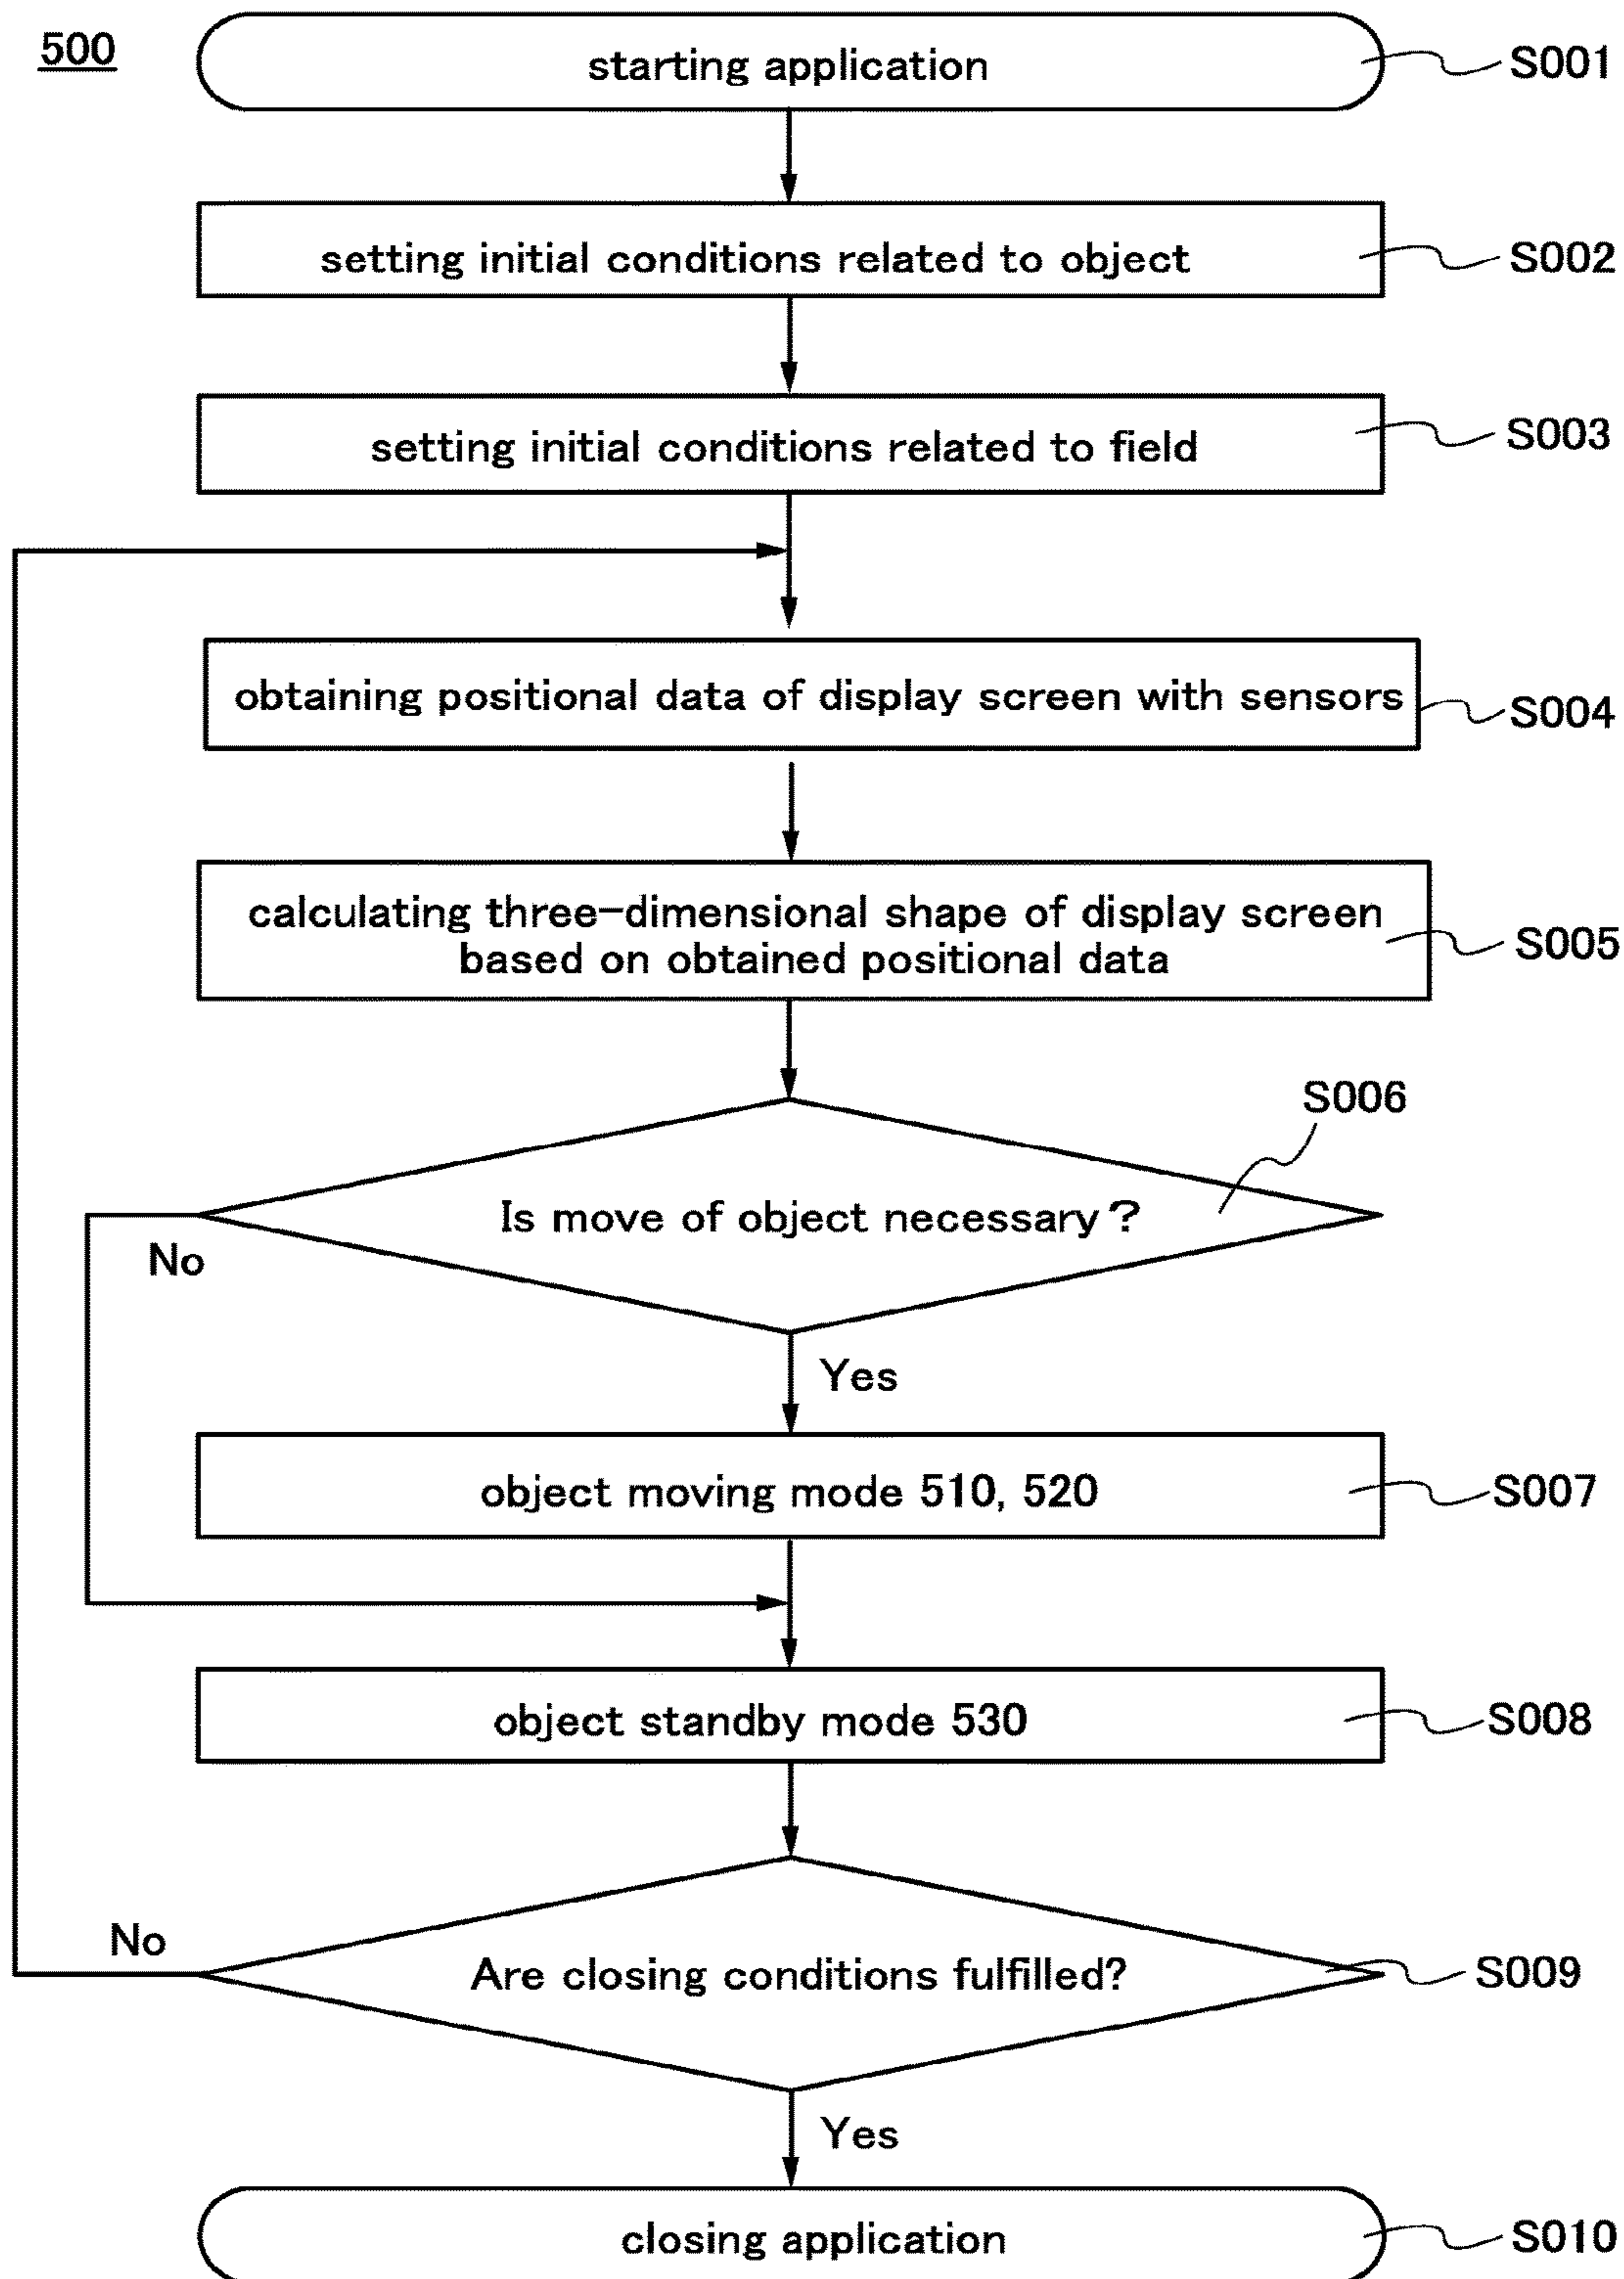 500
starting application
S001
setting initial conditions related to object
S002
setting initial conditions related to field
S003
obtaining positional data of display screen with sensors
S004
calculating three-dimensional shape of display screen
based on obtained positional data
S005
S006
Is move of object necessary?
No
Yes
object moving mode 510, 520
S007
object standby mode 530
S008
No
Are closing conditions fulfilled?
S009
Yes
closing application
S010